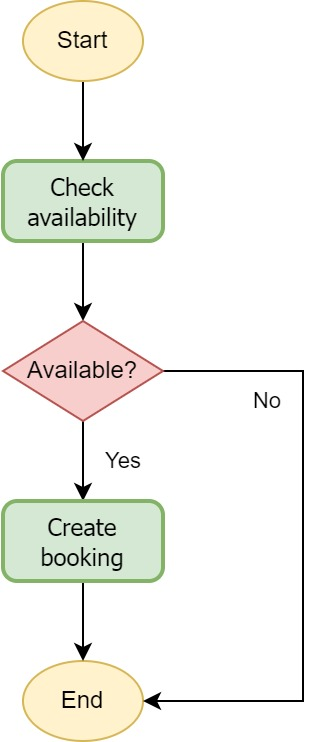 Start
Check
availability
Available?
No
Yes
Create
booking
End